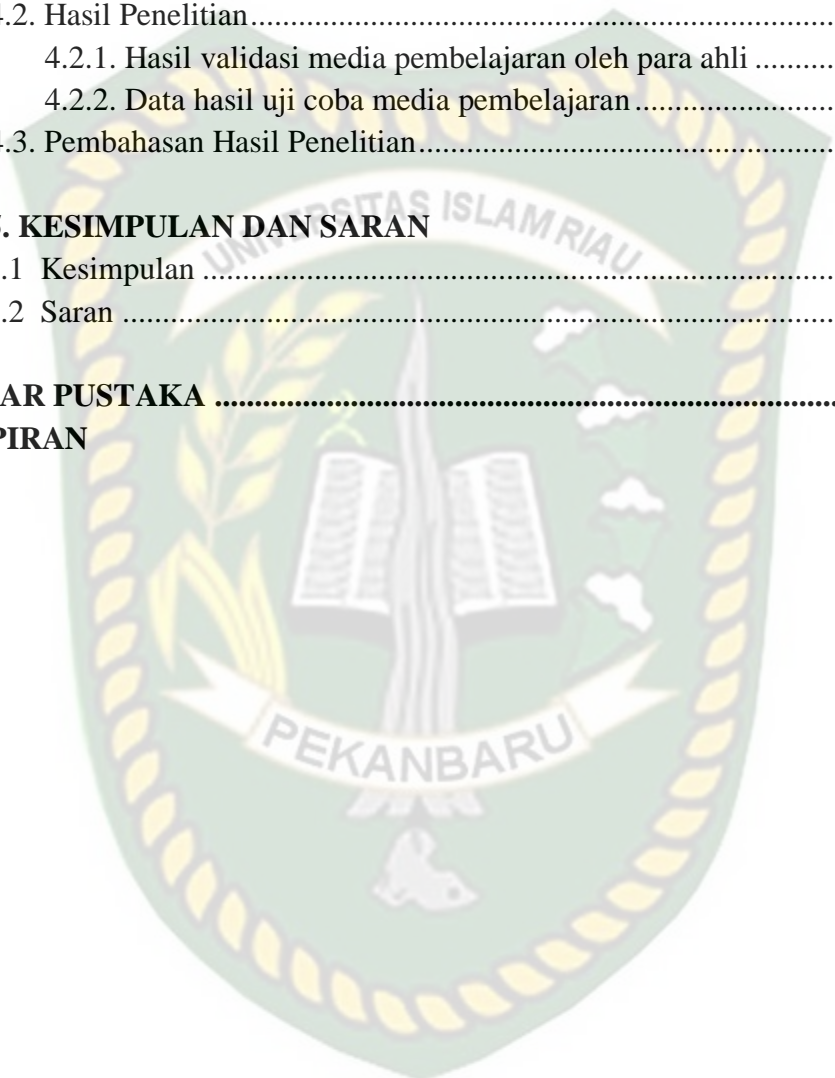 4.2. Hasil Penelitian.......................................................................
4.2.1. Hasil validasi media pembelajaran oleh para ahli ..........
4.2.2. Data hasil uji coba media pembelajaran..........................
4.3. Pembahasan Hasil Penelitian....................................................
UNIVERSITAS ISLAM RIAU
5. KESIMPULAN DAN SARAN
.1 Kesimpulan ................................................................................
.2 Saran ..........................................................................................
AR PUSTAKA ..............................................................................
PIRAN
PEKANBARU